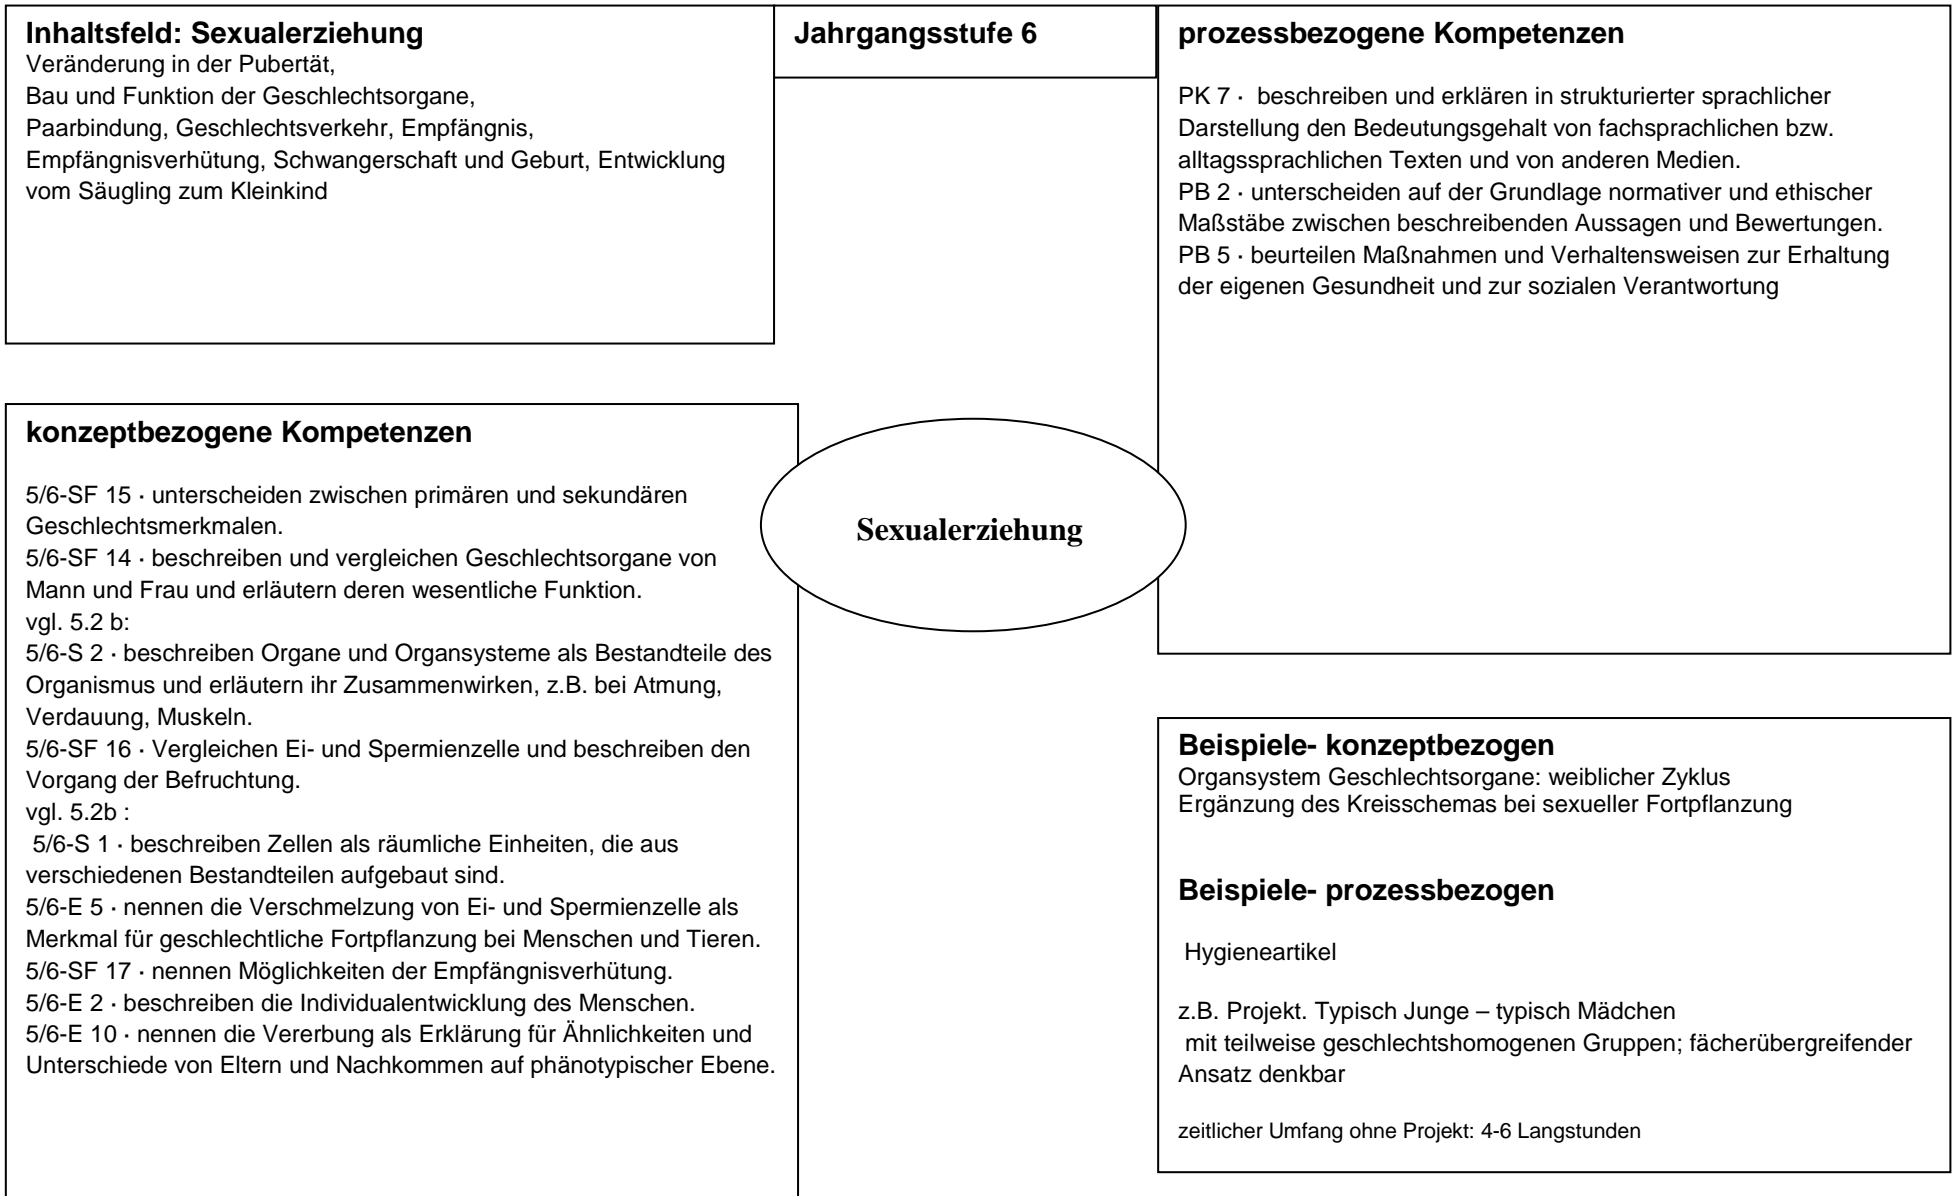 Inhaltsfeld: Sexualerziehung
Veränderung in der Pubertät,
Bau und Funktion der Geschlechtsorgane,
Paarbindung, Geschlechtsverkehr, Empfängnis,
Empfängnisverhütung, Schwangerschaft und Geburt, Entwicklung
vom Säugling zum Kleinkind
Jahrgangsstufe 6
prozessbezogene Kompetenzen
PK 7 · beschreiben und erklären in strukturierter sprachlicher
Darstellung den Bedeutungsgehalt von fachsprachlichen bzw.
alltagssprachlichen Texten und von anderen Medien.
PB 2 · unterscheiden auf der Grundlage normativer und ethischer
Maßstäbe zwischen beschreibenden Aussagen und Bewertungen.
PB 5 · beurteilen Maßnahmen und Verhaltensweisen zur Erhaltung
der eigenen Gesundheit und zur sozialen Verantwortung
konzeptbezogene Kompetenzen
5/6-SF 15 · unterscheiden zwischen primären und sekundären
Geschlechtsmerkmalen.
5/6-SF 14 · beschreiben und vergleichen Geschlechtsorgane von
Mann und Frau und erläutern deren wesentliche Funktion.
vgl. 5.2 b:
5/6-S 2 · beschreiben Organe und Organsysteme als Bestandteile des
Organismus und erläutern ihr Zusammenwirken, z.B. bei Atmung,
Verdauung, Muskeln.
5/6-SF 16 · Vergleichen Ei- und Spermienzelle und beschreiben den
Vorgang der Befruchtung.
vgl. 5.2b :
5/6-S 1 · beschreiben Zellen als räumliche Einheiten, die aus
verschiedenen Bestandteilen aufgebaut sind.
5/6-E 5 · nennen die Verschmelzung von Ei- und Spermienzelle als
Merkmal für geschlechtliche Fortpflanzung bei Menschen und Tieren.
5/6-SF 17 · nennen Möglichkeiten der Empfängnisverhütung.
5/6-E 2 · beschreiben die Individualentwicklung des Menschen.
5/6-E 10 · nennen die Vererbung als Erklärung für Ähnlichkeiten und
Unterschiede von Eltern und Nachkommen auf phänotypischer Ebene.
Sexualerziehung
Beispiele- konzeptbezogen
Organsystem Geschlechtsorgane: weiblicher Zyklus
Ergänzung des Kreisschemas bei sexueller Fortpflanzung
Beispiele- prozessbezogen
Hygieneartikel
z.B. Projekt. Typisch Junge – typisch Mädchen
mit teilweise geschlechtshomogenen Gruppen; fächerübergreifender
Ansatz denkbar
zeitlicher Umfang ohne Projekt: 4-6 Langstunden